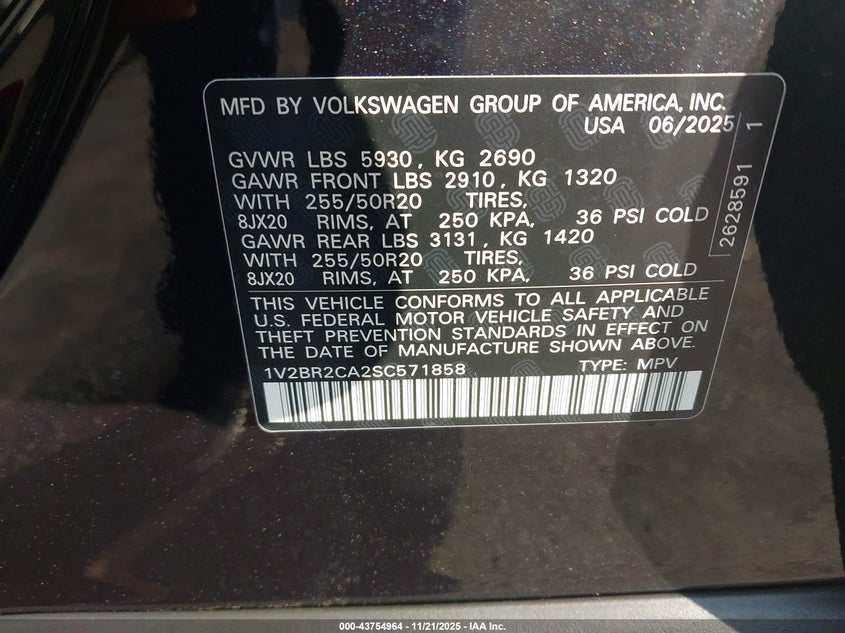 MFD BY VOLKSWAGEN GROUP OF AMERICA, INC.
USA 06/2025
GVWR LBS 5930, KG 2690
GAWR FRONT LBS 2910, KG 1320
WITH 255/50R20 TIRES,
8JX20 RIMS, AT 250 KPA, 36 PSI COLD
GAWR REAR LBS 3131, KG 1420
WITH 255/50R20 TIRES,
8JX20 RIMS, AT 250 KPA, 36 PSI COLD
THIS VEHICLE CONFORMS TO ALL APPLICABLE
U.S. FEDERAL MOTOR VEHICLE SAFETY AND
THEFT PREVENTION STANDARDS IN EFFECT ON
THE DATE OF MANUFACTURE SHOWN ABOVE.
1V2BR2CA2SC571858 TYPE: MPV
2628591 1
000-43754964 - 11/21/2025 - IAA Inc.